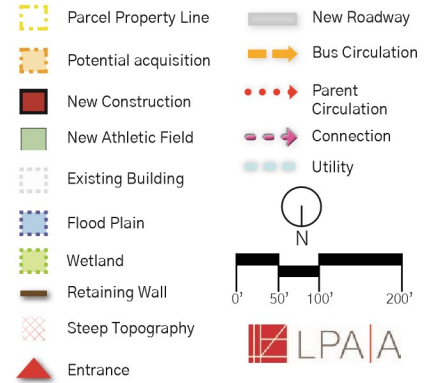 Parcel Property Line
Potential acquisition
New Construction
New Athletic Field
Existing Building
Flood Plain
Wetland
Retaining Wall
Steep Topography
Entrance
New Roadway
Bus Circulation
Parent
Circulation
Connection
Utility
N
0' 50' 100' 200'
LPA|A